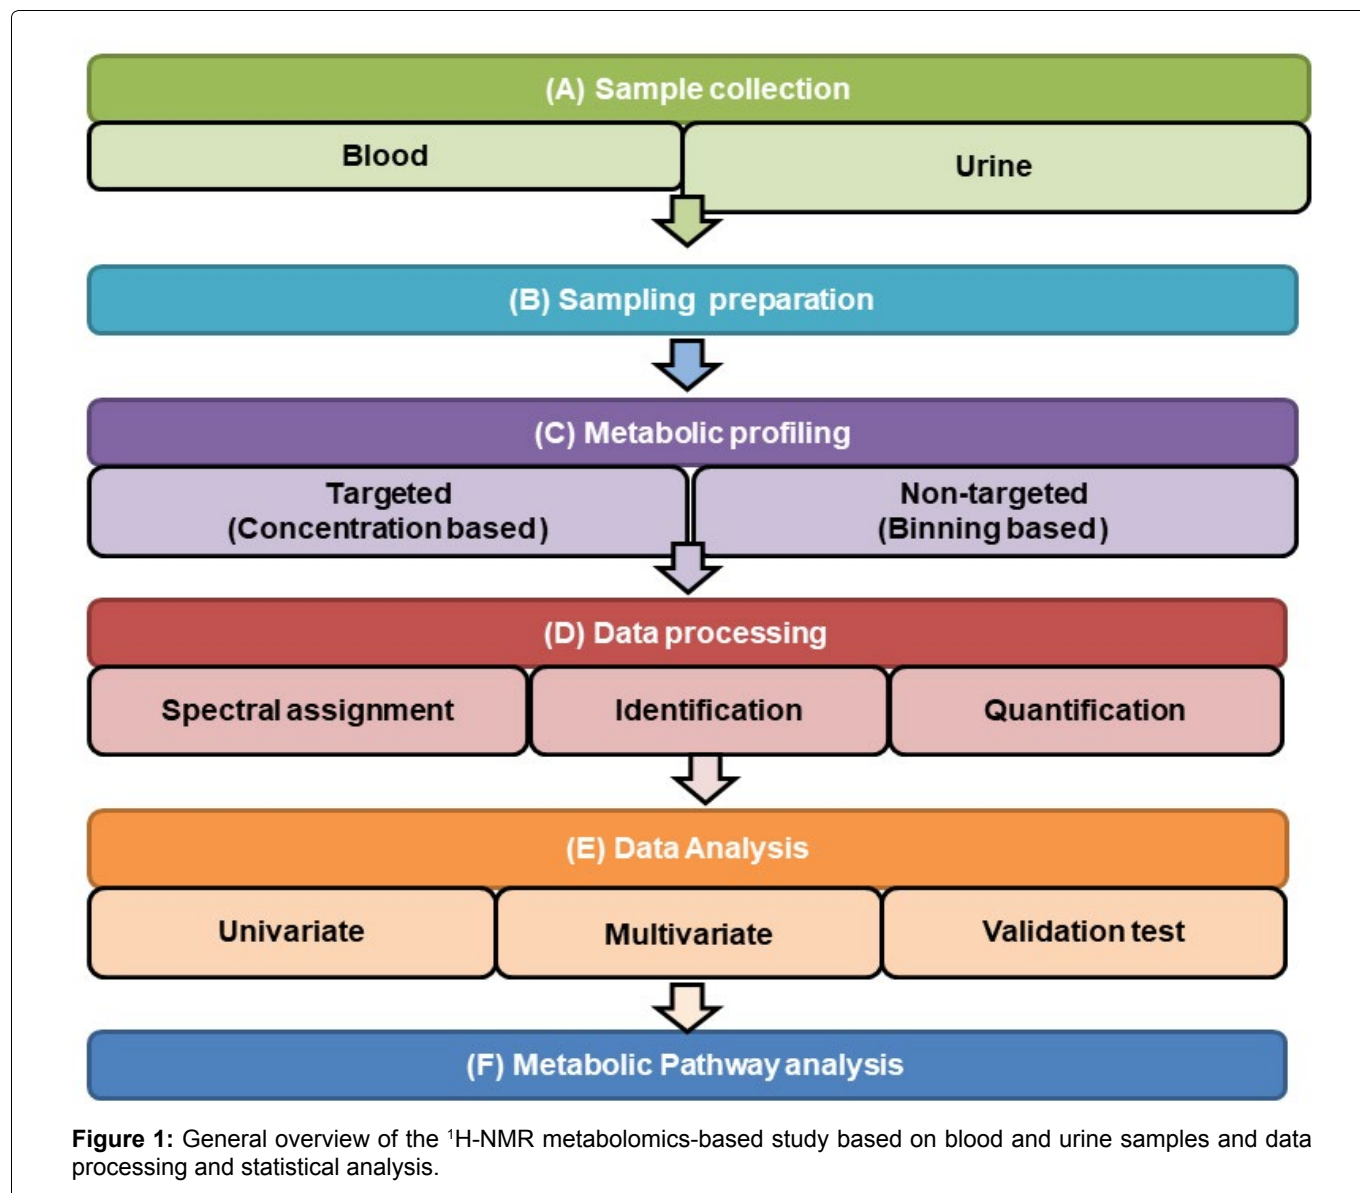 (A) Sample collection
Blood
Urine
(B) Sampling preparation
(C) Metabolic profiling
Targeted
(Concentration based)
Non-targeted
(Binning based)
(D) Data processing
Spectral assignment
Identification
Quantification
(E) Data Analysis
Univariate
Multivariate
Validation test
(F) Metabolic Pathway analysis
Figure 1: General overview of the ¹H-NMR metabolomics-based study based on blood and urine samples and data
processing and statistical analysis.